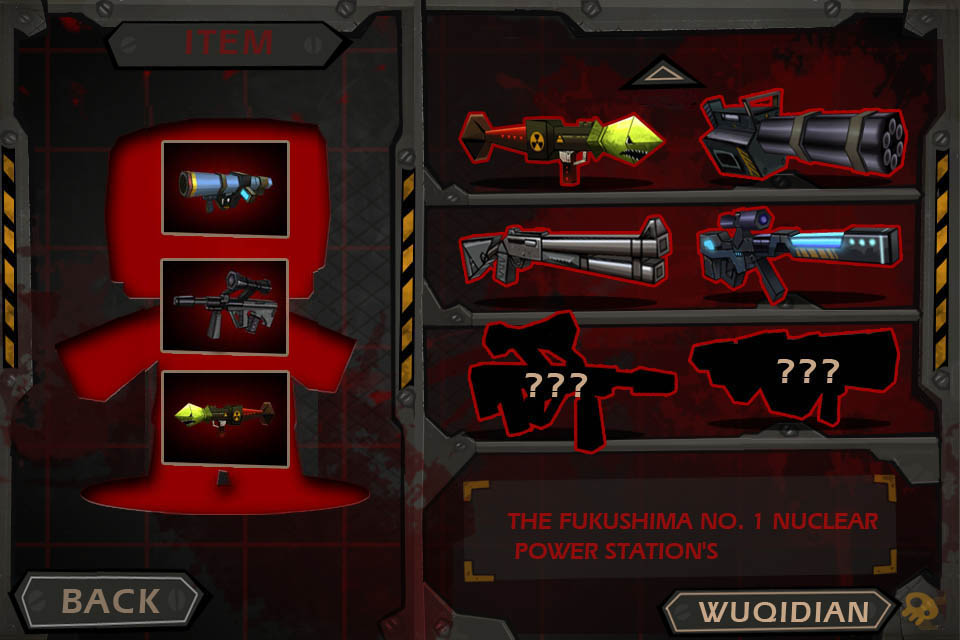 ITEM
???
???
THE FUKUSHIMA NO. 1 NUCLEAR
POWER STATION'S
BACK
WUQIDIAN